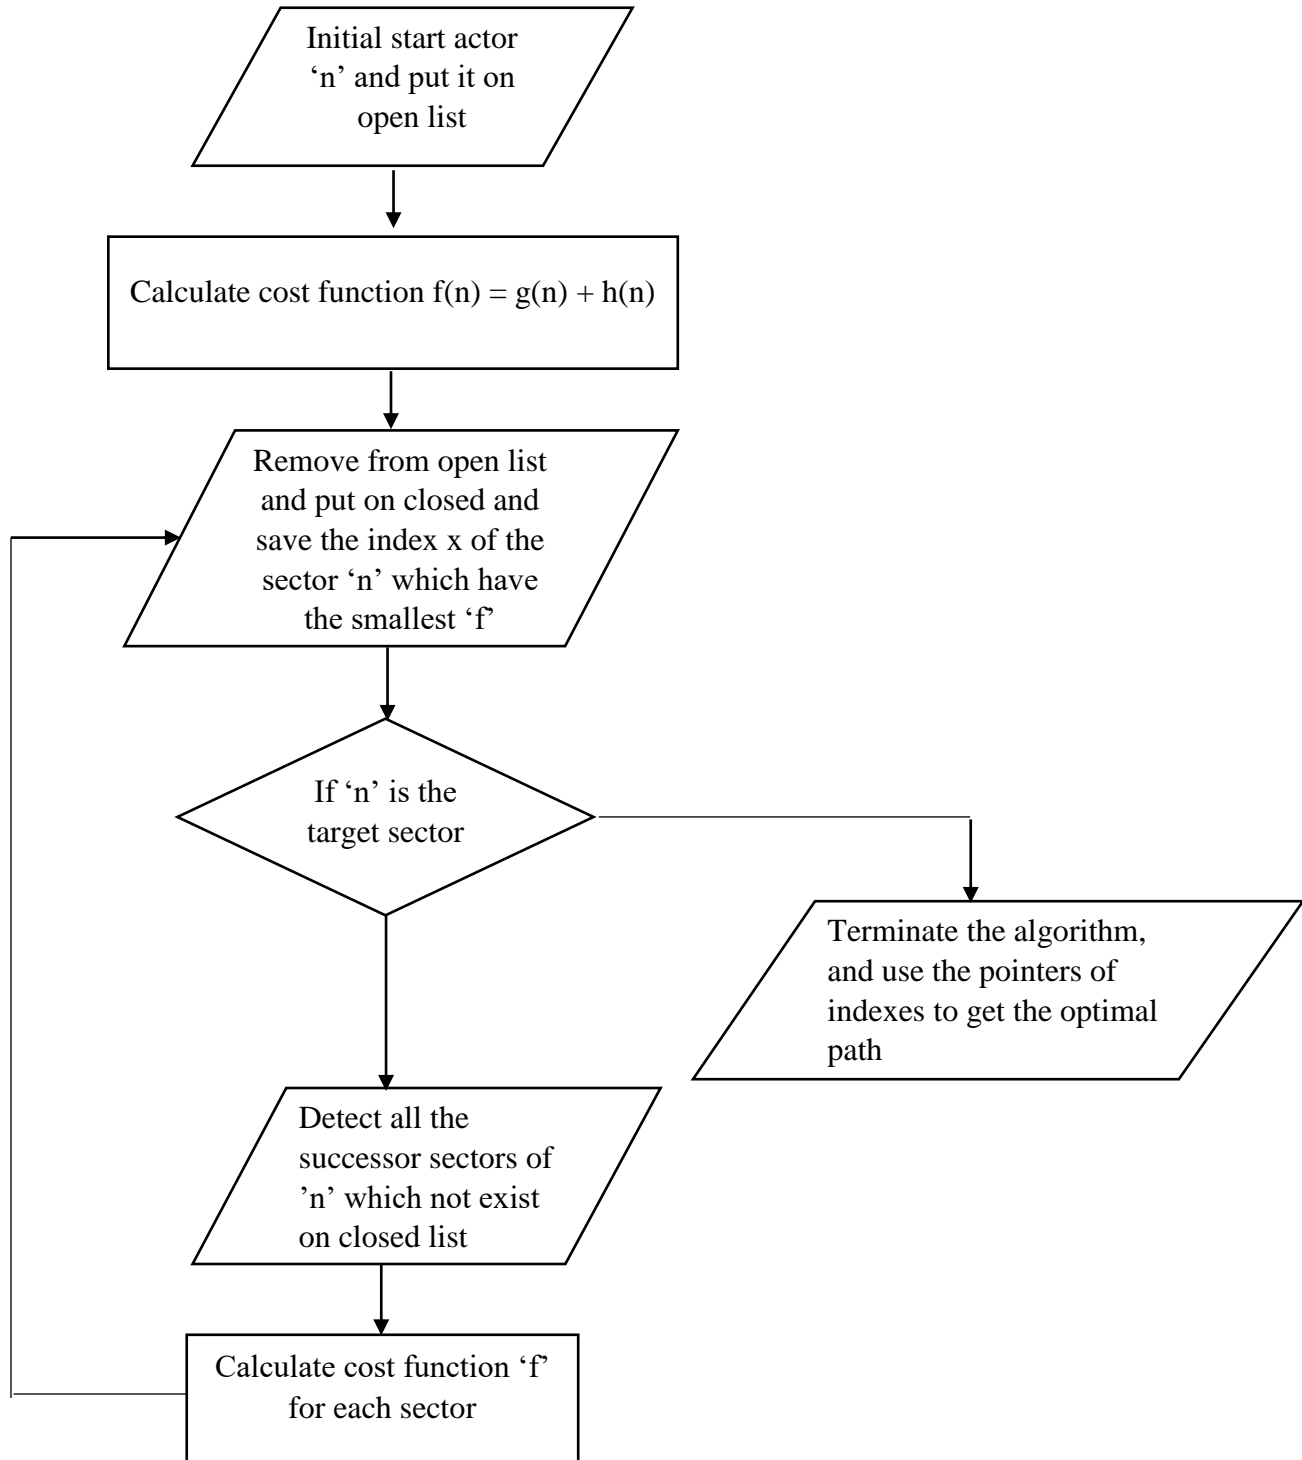 Initial start actor
‘n’ and put it on
open list
Calculate cost function f(n) = g(n) + h(n)
Remove from open list
and put on closed and
save the index x of the
sector ‘n’ which have
the smallest ‘f’
If ‘n’ is the
target sector
Terminate the algorithm,
and use the pointers of
indexes to get the optimal
path
Detect all the
successor sectors of
’n’ which not exist
on closed list
Calculate cost function ‘f’
for each sector